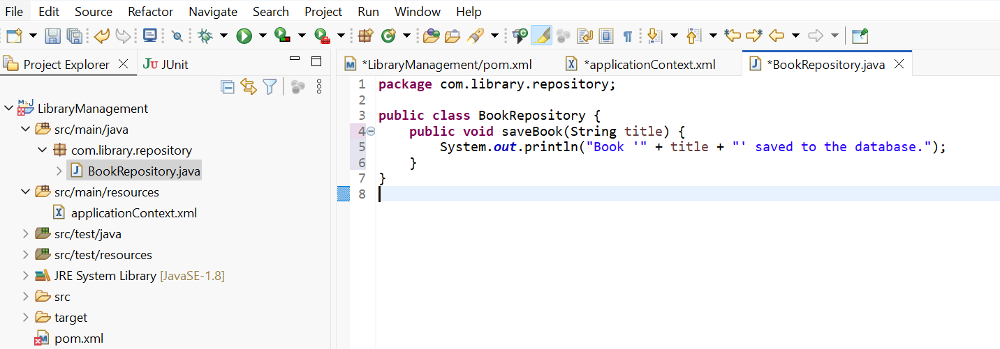 File Edit Source Refactor Navigate Search Project Run Window Help
Project Explorer JUnit
LibraryManagement
src/main/java
com.library.repository
BookRepository.java
src/main/resources
applicationContext.xml
src/test/java
src/test/resources
JRE System Library [JavaSE-1.8]
src
target
pom.xml
*LibraryManagement/pom.xml *applicationContext.xml *BookRepository.java
1 package com.library.repository;
2
3 public class BookRepository {
4 public void saveBook(String title) {
5 System.out.println("Book '" + title + "' saved to the database.");
6 }
7 }
8